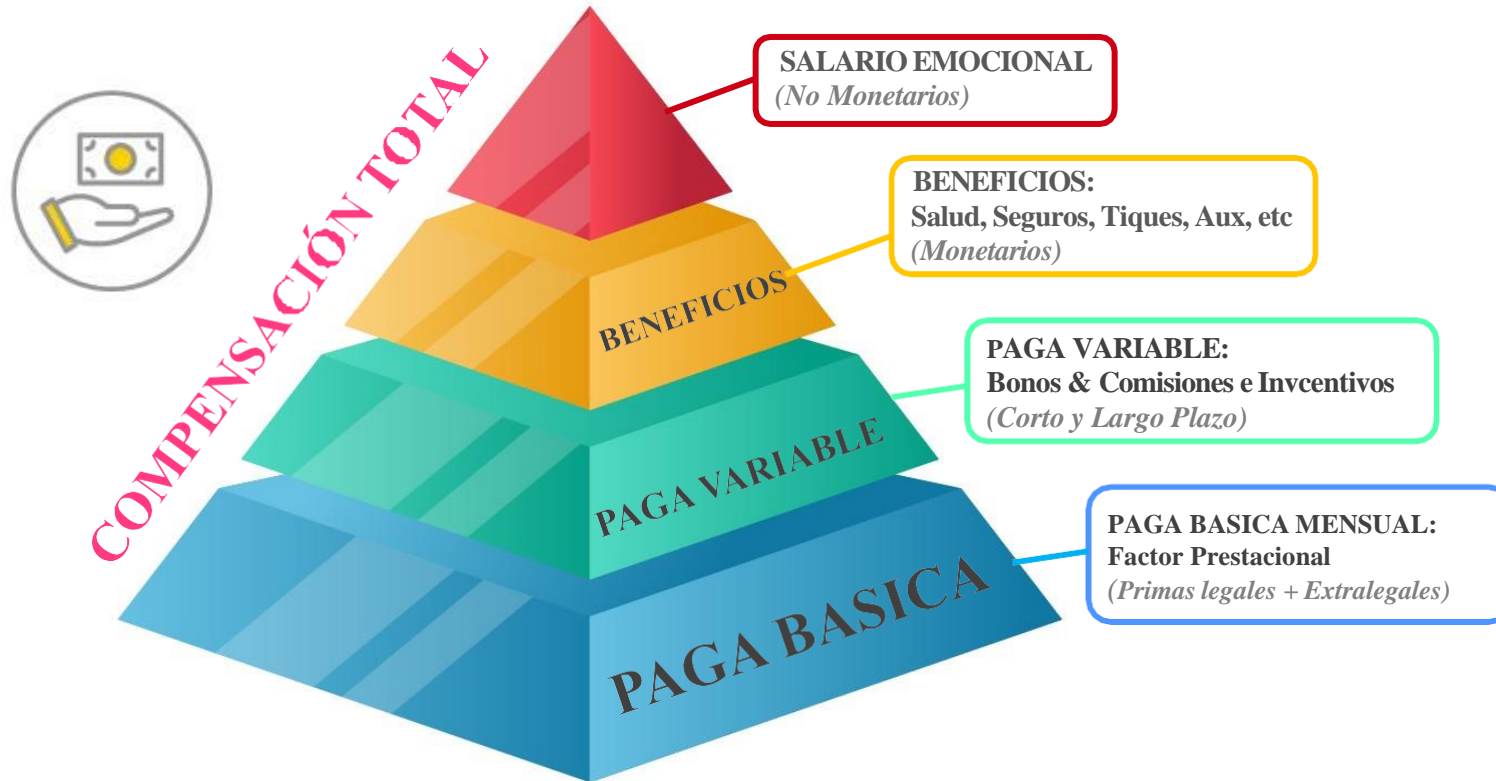 COMPENSACIÓN TOTAL
SALARIO EMOCIONAL
(No Monetarios)
BENEFICIOS:
Salud, Seguros, Tiques, Aux, etc
(Monetarios)
BENEFICIOS
PAGA VARIABLE:
Bonos & Comisiones e Invcentivos
(Corto y Largo Plazo)
PAGA VARIABLE
PAGA BASICA MENSUAL:
Factor Prestacional
(Primas legales + Extralegales)
PAGA BASICA